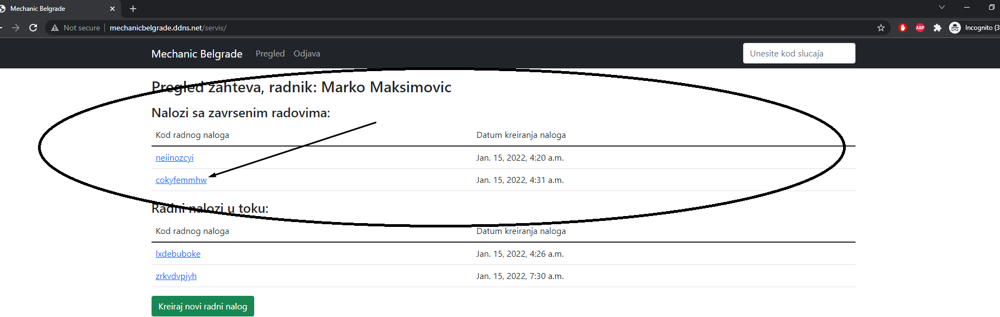 Mechanic Belgrade
Not secure mechanicbelgrade.ddns.net/servis/ ABP Incognito (3
Mechanic Belgrade Pregled Odjava Unesite kod slucaja
Pregled zahteva, radnik: Marko Maksimovic
Nalozi sa zavrsenim radovima:
Kod radnog naloga Datum kreiranja naloga
neiinozcyi Jan. 15, 2022, 4:20 a.m.
cokyfemmhw Jan. 15, 2022, 4:31 a.m.
Radni nalozi u toku:
Kod radnog naloga Datum kreiranja naloga
lxdebuboke Jan. 15, 2022, 4:26 a.m.
zrkvdvpjyh Jan. 15, 2022, 7:30 a.m.
Kreiraj novi radni nalog